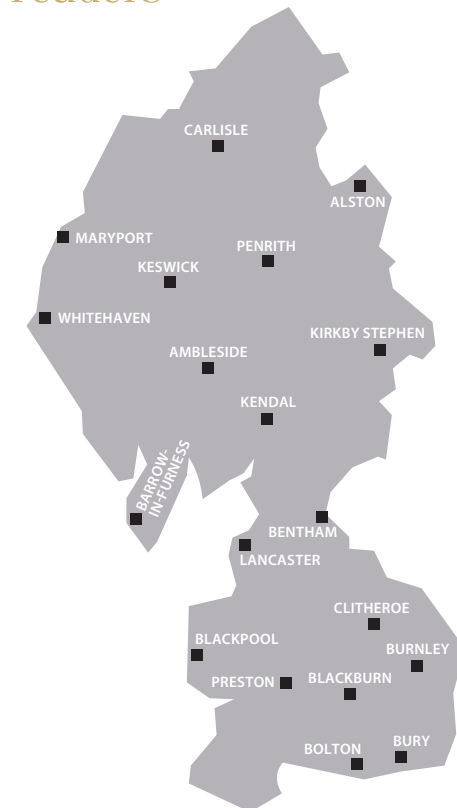 readers
CARLISLE
ALSTON
MARYPORT
PENRITH
KESWICK
WHITEHAVEN
KIRKBY STEPHEN
AMBLESIDE
KENDAL
BARROW-
IN-FURNESS
BENTHAM
LANCASTER
CLITHEROE
BLACKPOOL
BURNLEY
PRESTON
BLACKBURN
BOLTON
BURY